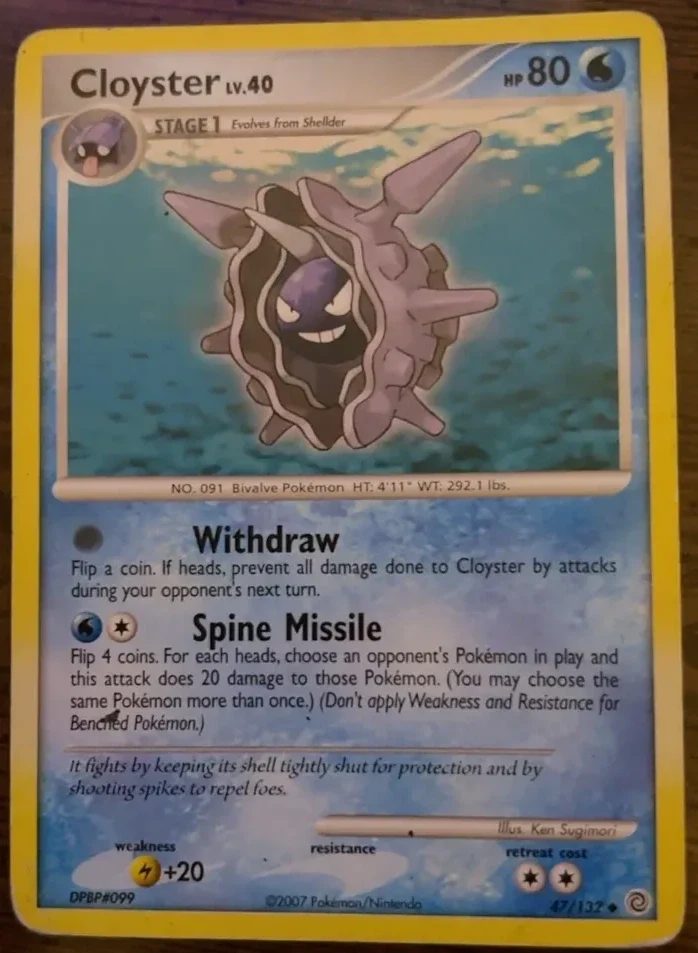 Cloyster LV.40 HP 80
STAGE 1 Evolves from Shellder
NO. 091 Bivalve Pokémon HT: 4'11" WT: 292.1 lbs.
Withdraw
Flip a coin. If heads, prevent all damage done to Cloyster by attacks
during your opponent's next turn.
Spine Missile
Flip 4 coins. For each heads, choose an opponent's Pokémon in play and
this attack does 20 damage to those Pokémon. (You may choose the
same Pokémon more than once.) (Don't apply Weakness and Resistance for
Benched Pokémon.)
It fights by keeping its shell tightly shut for protection and by
shooting spikes to repel foes.
Illus. Ken Sugimori
weakness resistance retreat cost
+20
DPBP#099 ©2007 Pokémon/Nintendo 47/132